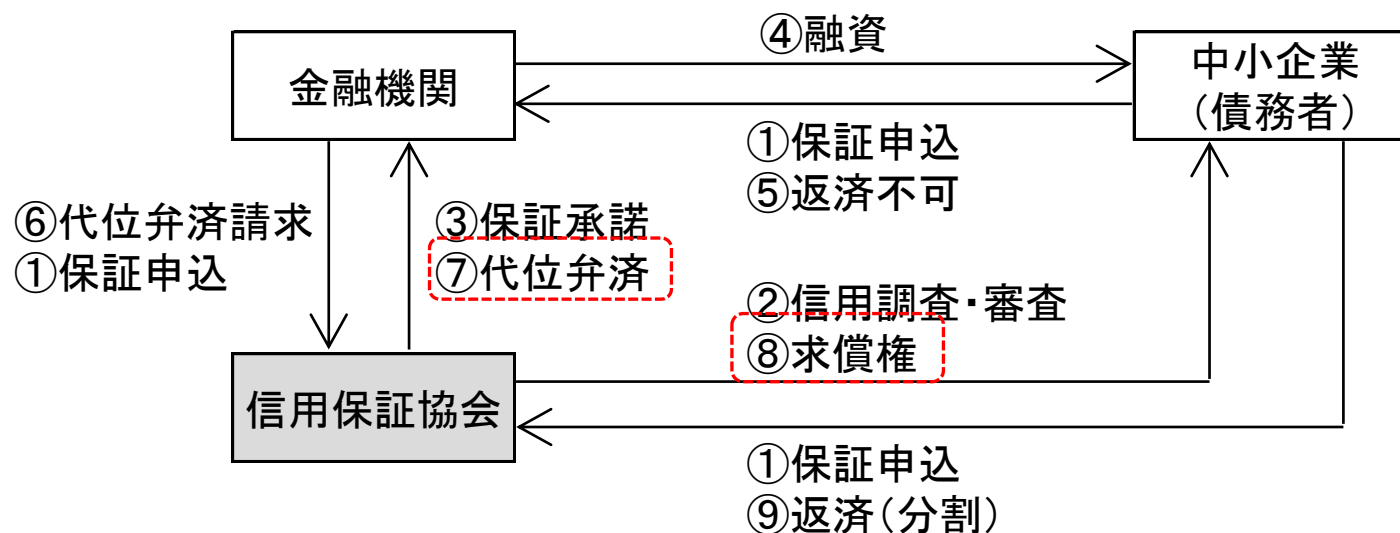 ④融資
金融機関
中小企業
（債務者）
①保証申込
⑤返済不可
⑥代位弁済請求
①保証申込
③保証承諾
⑦代位弁済
②信用調査・審査
⑧求償権
信用保証協会
①保証申込
⑨返済（分割）